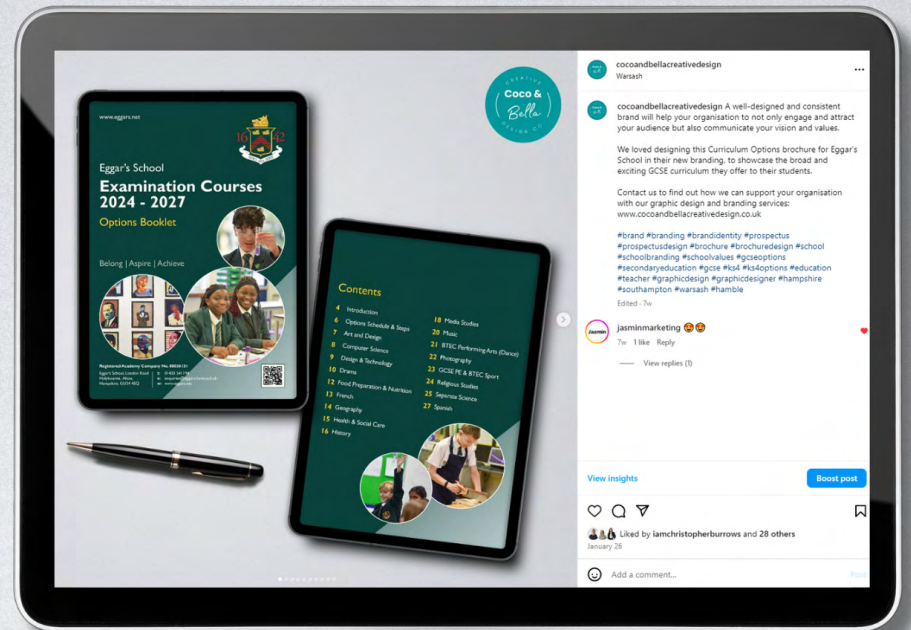 www.eggars.net
16 42
Eggar's School
Examination Courses
2024 - 2027
Options Booklet
Belong | Aspire | Achieve
CREATIVE
Coco &
Bella
DESIGN CO
Contents
4 Introduction
6 Options Schedule & Steps
7 Art and Design
8 Computer Science
9 Design & Technology
10 Drama
12 Food Preparation & Nutrition
13 French
14 Geography
15 Health & Social Care
16 History
18 Media Studies
20 Music
21 BTEC Performing Arts (Dance)
22 Photography
23 GCSE PE & BTEC Sport
24 Religious Studies
25 Separate Science
27 Spanish
cocoandbellacreativedesign
Warsash
cocoandbellacreativedesign A well-designed and consistent
brand will help your organisation to not only engage and attract
your audience but also communicate your vision and values.
We loved designing this Curriculum Options brochure for Eggar's
School in their new branding, to showcase the broad and
exciting GCSE curriculum they offer to their students.
Contact us to find out how we can support your organisation
with our graphic design and branding services:
www.cocoandbellacreativedesign.co.uk
#brand #branding #brandidentity #prospectus
#prospectusdesign #brochure #brochuredesign #school
#schoolbranding #schoolvalues #gcseoptions
#secondaryeducation #gcse #ks4 #ks4options #education
#teacher #graphicdesign #graphicdesigner #hampshire
#southampton #warsash #hamble
Edited · 7w
Jasmin
jasminmarketing 😍😍
7w 1 like Reply
View replies (1)
View insights
Boost post
Liked by iamchristopherburrows and 28 others
January 26
Add a comment...
Post